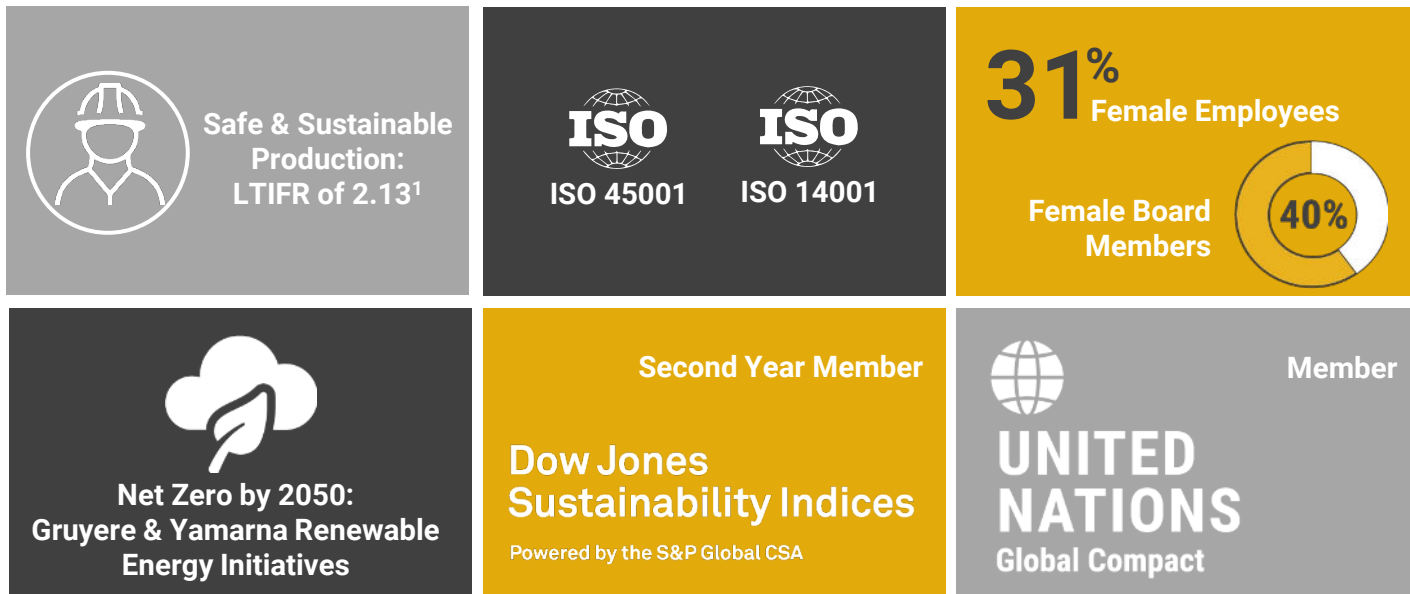 Safe & Sustainable
Production:
LTIFR of 2.13¹
ISO
ISO 45001
ISO
ISO 14001
31%
Female Employees
Female Board
Members
40%
Net Zero by 2050:
Gruyere & Yamarna Renewable
Energy Initiatives
Second Year Member
Dow Jones
Sustainability Indices
Powered by the S&P Global CSA
Member
UNITED
NATIONS
Global Compact